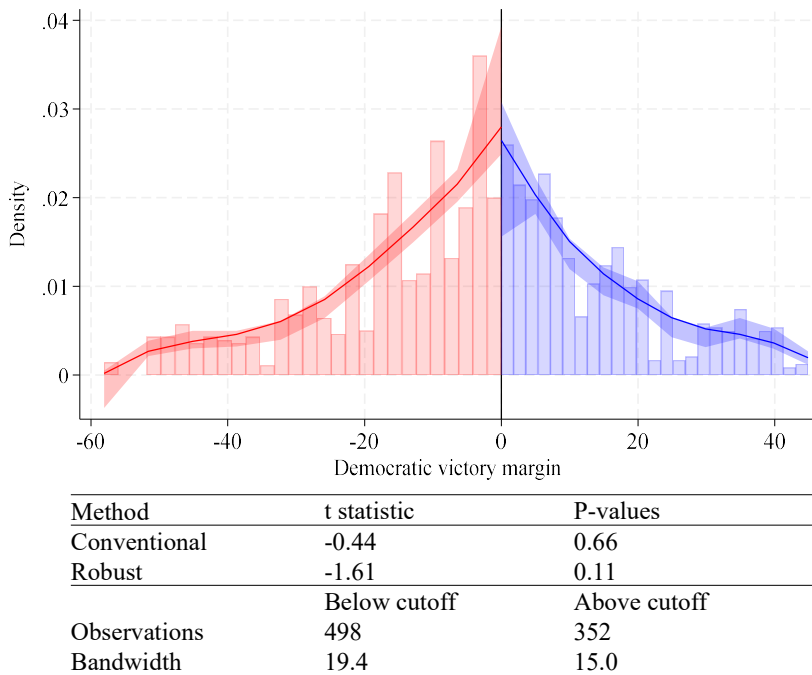 .04
.03
.02
.01
0
Density
-60 -40 -20 0 20 40
Democratic victory margin
Method t statistic P-values
Conventional -0.44 0.66
Robust -1.61 0.11
Below cutoff Above cutoff
Observations 498 352
Bandwidth 19.4 15.0